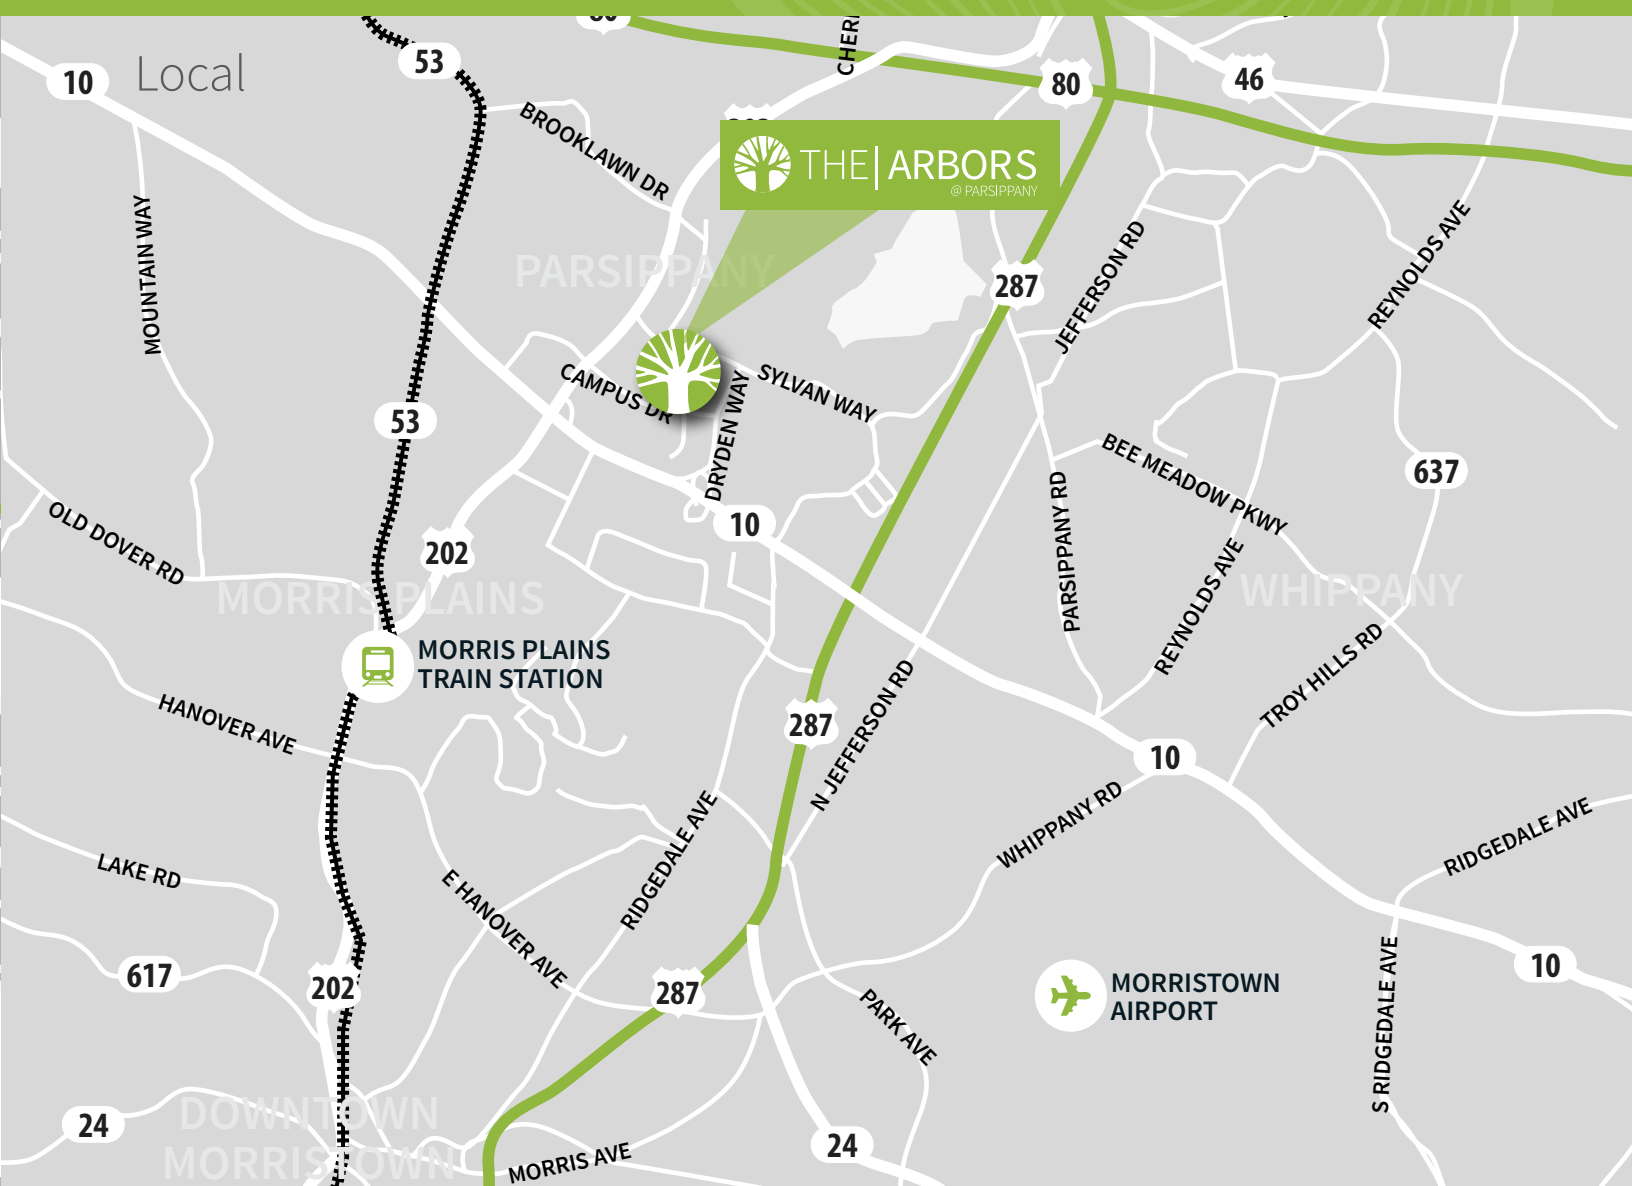 Local
10
53
80
CHERI
80
46
BROOKLAWN DR
THE | ARBORS
@ PARSIPPANY
MOUNTAIN WAY
PARSIPPANY
287
JEFFERSON RD
REYNOLDS AVE
CAMPUS DR
SYLVAN WAY
DRYDEN WAY
53
BEE MEADOW PKWY
637
OLD DOVER RD
202
10
PARSIPPANY RD
REYNOLDS AVE
WHIPPANY
MORRIS PLAINS
MORRIS PLAINS
TRAIN STATION
TROY HILLS RD
HANOVER AVE
287
N JEFFERSON RD
10
WHIPPANY RD
RIDGEDALE AVE
RIDGEDALE AVE
LAKE RD
E HANOVER AVE
617
202
287
PARK AVE
MORRISTOWN
AIRPORT
S RIDGEDALE AVE
10
24
DOWNTOWN
MORRISTOWN
MORRIS AVE
24